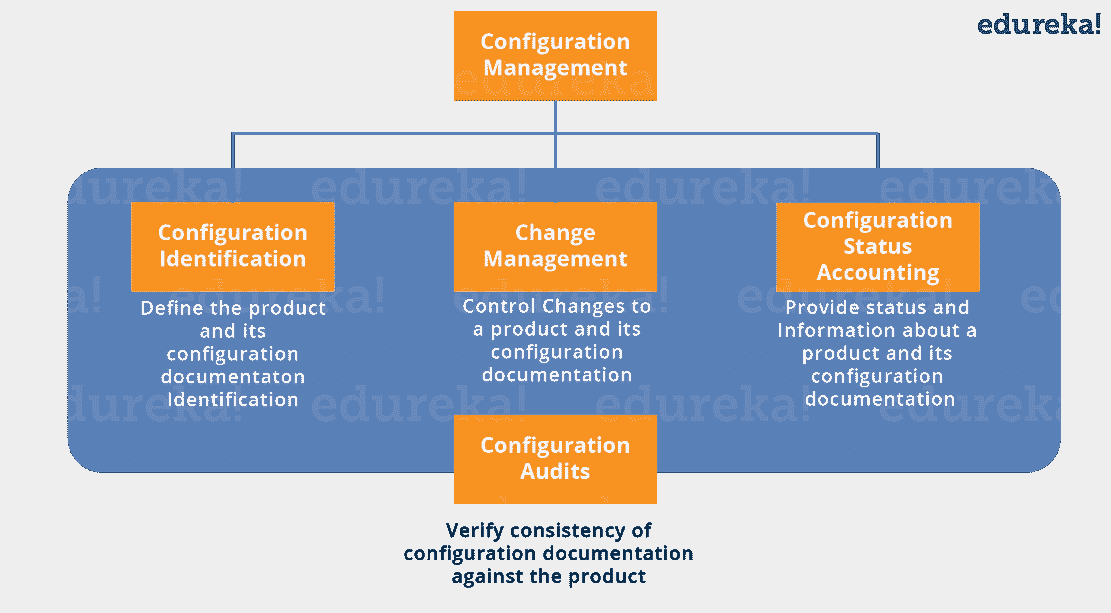 edureka!
Configuration
Management
Configuration
Identification
Define the product
and its
configuration
documentaton
Identification
Change
Management
Control Changes to
a product and its
configuration
documentation
Configuration
Status
Accounting
Provide status and
Information about a
product and its
configuration
documentation
Configuration
Audits
Verify consistency of
configuration documentation
against the product